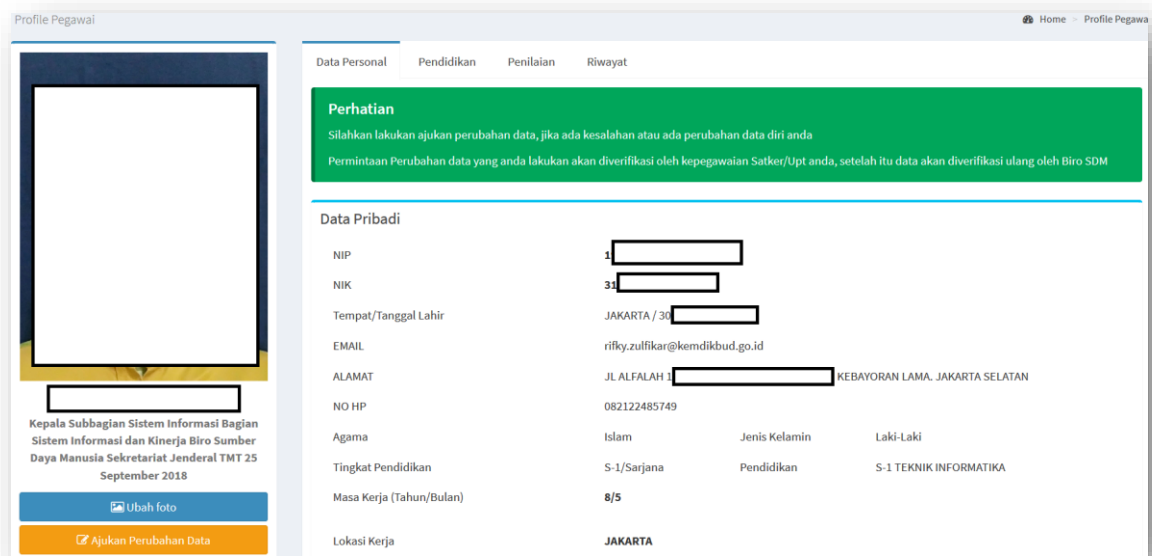 Profile Pegawai
Home > Profile Pegawa
Data Personal Pendidikan Penilaian Riwayat
Perhatian
Silahkan lakukan ajukan perubahan data, jika ada kesalahan atau ada perubahan data diri anda
Permintaan Perubahan data yang anda lakukan akan diverifikasi oleh kepegawaian Satker/Upt anda, setelah itu data akan diverifikasi ulang oleh Biro SDM
Data Pribadi
NIP 1
NIK 31
Tempat/Tanggal Lahir JAKARTA / 30
EMAIL rifky.zulfikar@kemdikbud.go.id
ALAMAT JL ALFALAH 1 KEBAYORAN LAMA. JAKARTA SELATAN
NO HP 082122485749
Agama Islam Jenis Kelamin Laki-Laki
Tingkat Pendidikan S-1/Sarjana Pendidikan S-1 TEKNIK INFORMATIKA
Masa Kerja (Tahun/Bulan) 8/5
Lokasi Kerja JAKARTA
Kepala Subbagian Sistem Informasi Bagian
Sistem Informasi dan Kinerja Biro Sumber
Daya Manusia Sekretariat Jenderal TMT 25
September 2018
Ubah foto
Ajukan Perubahan Data